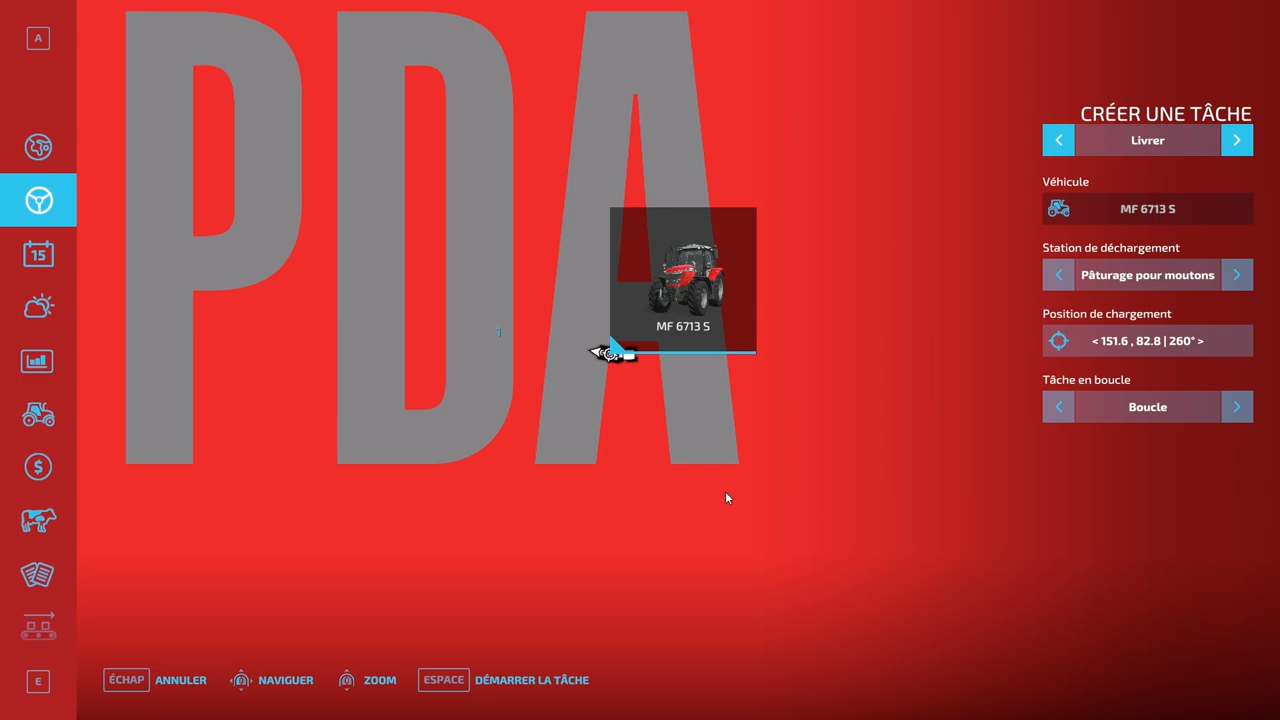 A
PDA
CRÉER UNE TÂCHE
Livrer
Véhicule
MF 6713 S
Station de déchargement
Pâturage pour moutons
Position de chargement
< 151.6 , 82.8 | 260° >
Tâche en boucle
Boucle
15
MF 6713 S
1
$
E
ÉCHAP ANNULER NAVIGUER ZOOM ESPACE DÉMARRER LA TÂCHE